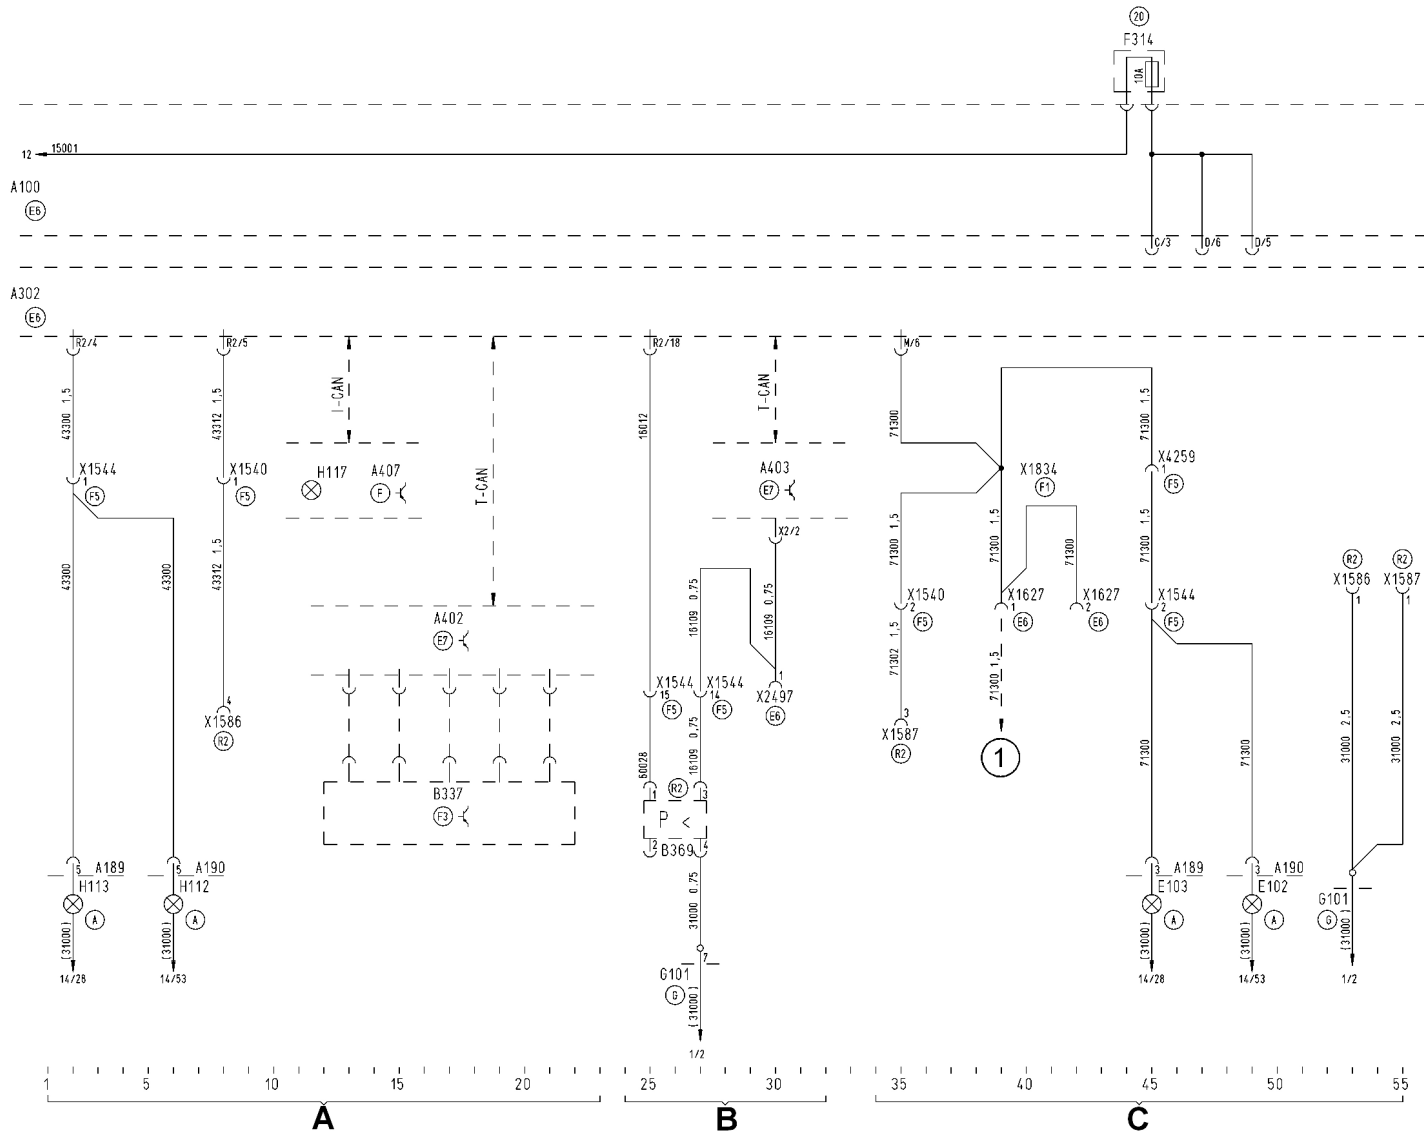 20
F314
10A
12 15001
A100
E6
C/3 D/6 D/5
A302
E6
R2/4 R2/5 R2/18 M/6
43300 1,5
43312 1,5
I-CAN
T-CAN
16012
T-CAN
71300
71300 1,5
X1544
1
F5
X1540
1
F5
H117
A407
F
A403
E7
X1834
F1
X4259
1
F5
X2/2
43300
43300
43312 1,5
16109 0.75
16109 0.75
71300 1,5
71300 1,5
71300
71300 1,5
R2
X1586
1
R2
X1587
1
A402
E7
X1540
2
F5
X1627
1
E6
X1627
2
E6
X1544
2
F5
4
X1586
R2
X1544
15
F5
X1544
14
F5
1
X2497
E6
71302 1,5
71300 1,5
3
X1587
R2
1
71300
71300
31000 2,5
31000 2,5
B337
F3
60028
16109 0.75
R2
1 3
P <
2 4
B369
5 A189
H113
A
(31000)
14/28
5 A190
H112
A
(31000)
14/53
31000 0.75
7
G101
G
(31000)
1/2
3 A189
E103
A
(31000)
14/28
3 A190
E102
A
(31000)
14/53
G101
G
(31000)
1/2
1 5 10 15 20 25 30 35 40 45 50 55
A B C